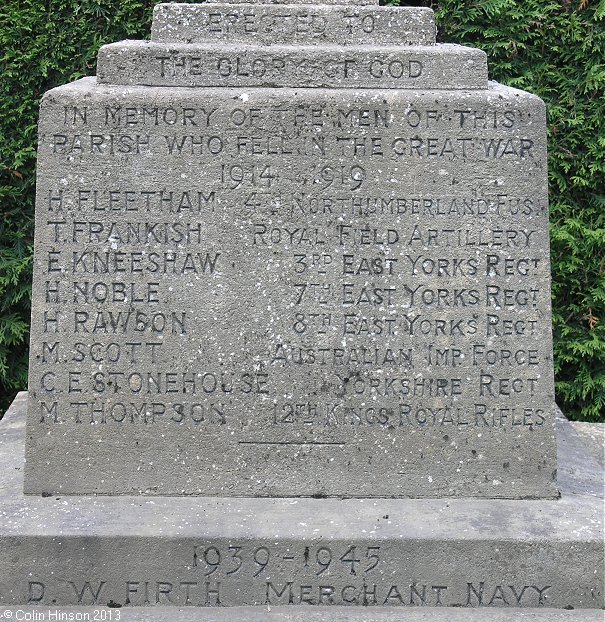 ERECTED TO
THE GLORY OF GOD
IN MEMORY OF THE MEN OF THIS
PARISH WHO FELL IN THE GREAT WAR
1914 1919
H. FLEETHAM 4TH NORTHUMBERLAND FUS.
T. FRANKISH ROYAL FIELD ARTILLERY
E. KNEESHAW 3RD EAST YORKS REGT
H. NOBLE 7TH EAST YORKS REGT
H. RAWSON 8TH EAST YORKS REGT
M. SCOTT AUSTRALIAN IMP FORCE
C. E. STONEHOUSE YORKSHIRE REGT
M. THOMPSON 12TH KINGS ROYAL RIFLES
1939-1945
D. W. FIRTH MERCHANT NAVY
© Colin Hinson 2013